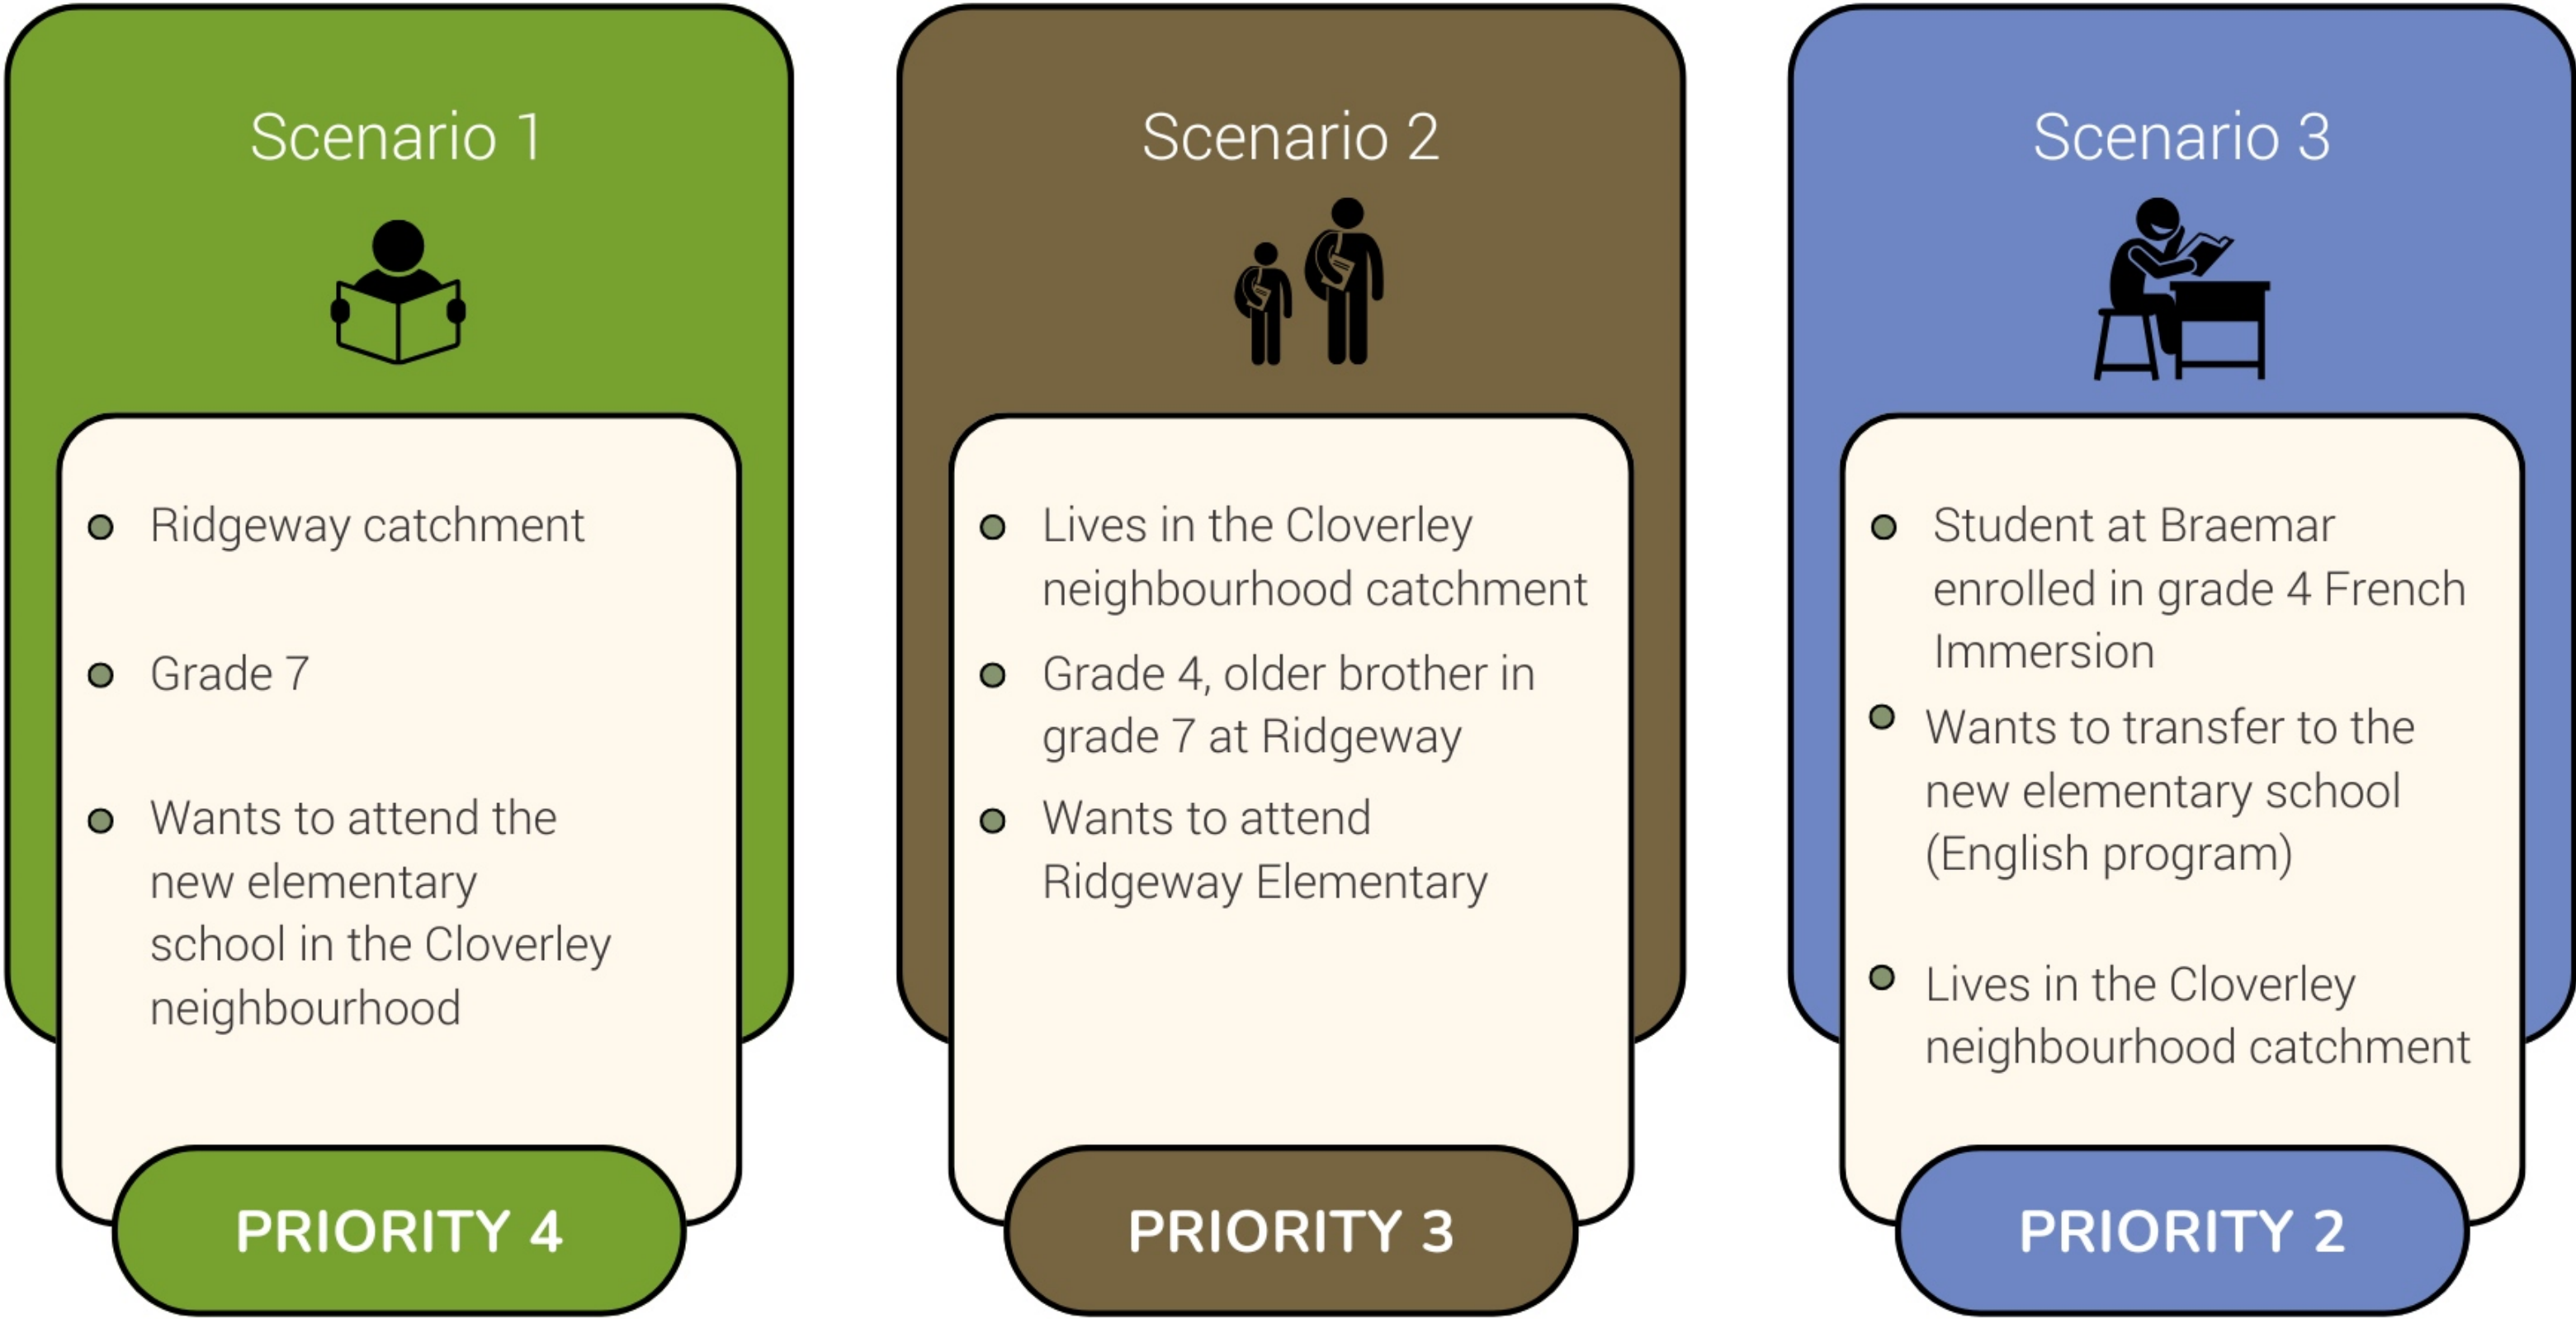 Scenario 1
Ridgeway catchment
Grade 7
Wants to attend the
new elementary
school in the Cloverley
neighbourhood
PRIORITY 4
Scenario 2
Lives in the Cloverley
neighbourhood catchment
Grade 4, older brother in
grade 7 at Ridgeway
Wants to attend
Ridgeway Elementary
PRIORITY 3
Scenario 3
Student at Braemar
enrolled in grade 4 French
Immersion
Wants to transfer to the
new elementary school
(English program)
Lives in the Cloverley
neighbourhood catchment
PRIORITY 2